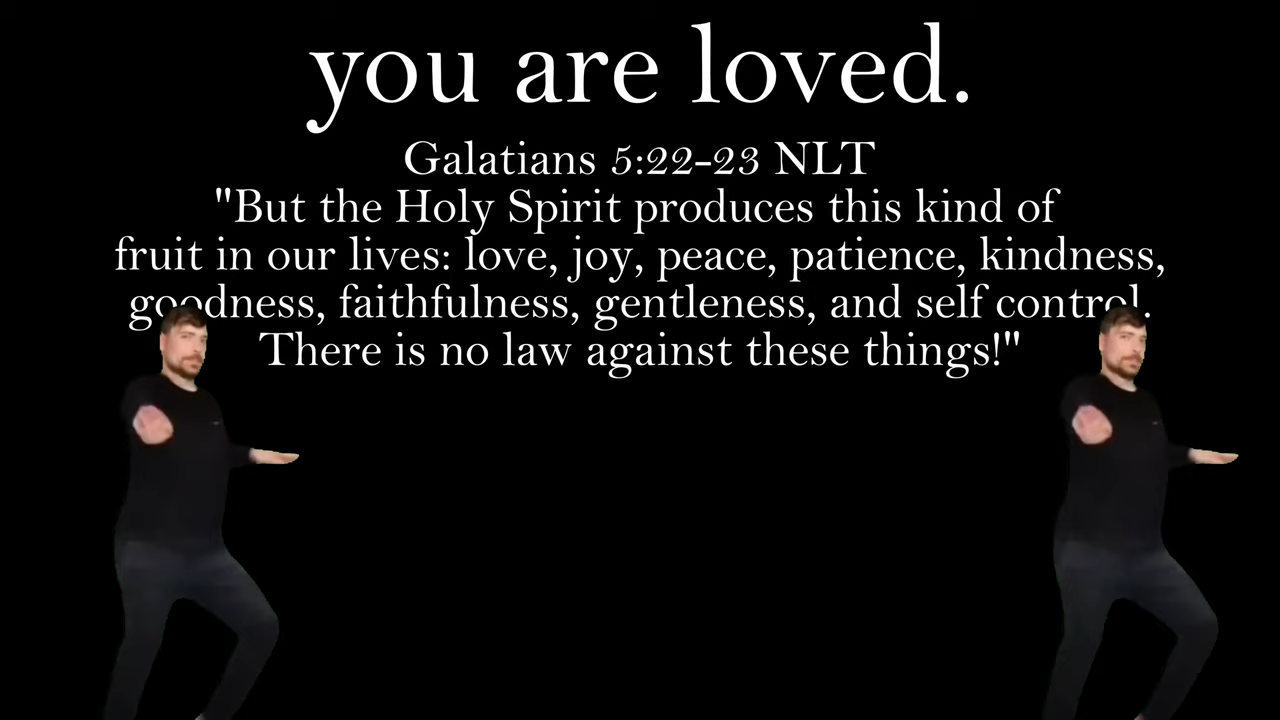 you are loved.
Galatians 5:22-23 NLT
"But the Holy Spirit produces this kind of
fruit in our lives: love, joy, peace, patience, kindness,
goodness, faithfulness, gentleness, and self control.
There is no law against these things!"